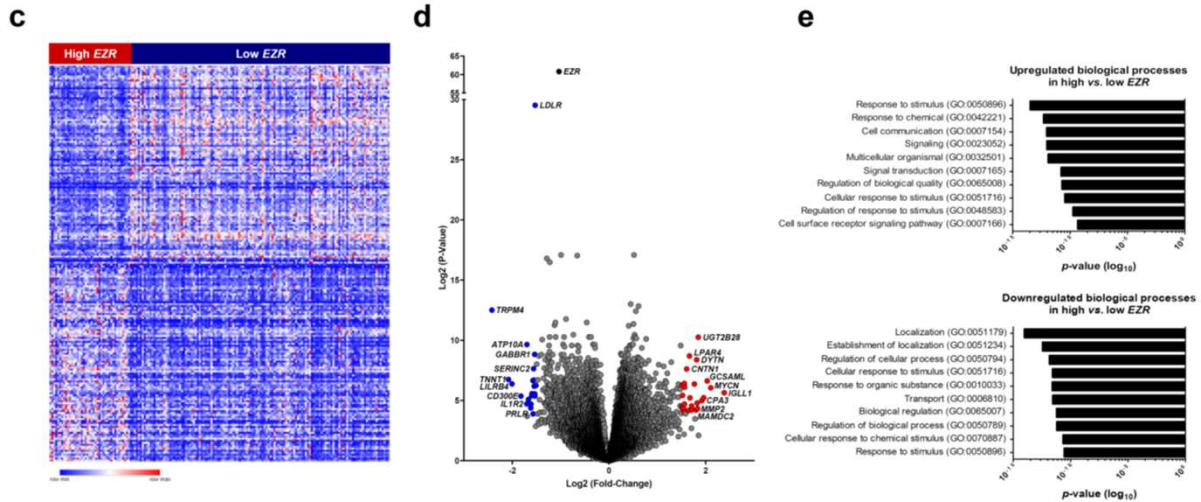 c
High EZR Low EZR
row min row max
d
Log2 (P-Value)
65
60
55
30
25
20
15
10
5
0
EZR
LDLR
TRPM4
ATP10A
GABBR1
SERINC2
TNNT1
LILRB4
CD300E
IL1R2
PRLR
UGT2B28
LPAR4
DYTN
CNTN1
GCSAML
MYCN
IGLL1
CPA3
MMP2
MAMDC2
-2 0 2
Log2 (Fold-Change)
e
Upregulated biological processes
in high vs. low EZR
Response to stimulus (GO:0050896)
Response to chemical (GO:0042221)
Cell communication (GO:0007154)
Signaling (GO:0023052)
Multicellular organismal (GO:0032501)
Signal transduction (GO:0007165)
Regulation of biological quality (GO:0065008)
Cellular response to stimulus (GO:0051716)
Regulation of response to stimulus (GO:0048583)
Cell surface receptor signaling pathway (GO:0007166)
p-value (log10)
Downregulated biological processes
in high vs. low EZR
Localization (GO:0051179)
Establishment of localization (GO:0051234)
Regulation of cellular process (GO:0050794)
Cellular response to stimulus (GO:0051716)
Response to organic substance (GO:0010033)
Transport (GO:0006810)
Biological regulation (GO:0065007)
Regulation of biological process (GO:0050789)
Cellular response to chemical stimulus (GO:0070887)
Response to stimulus (GO:0050896)
p-value (log10)